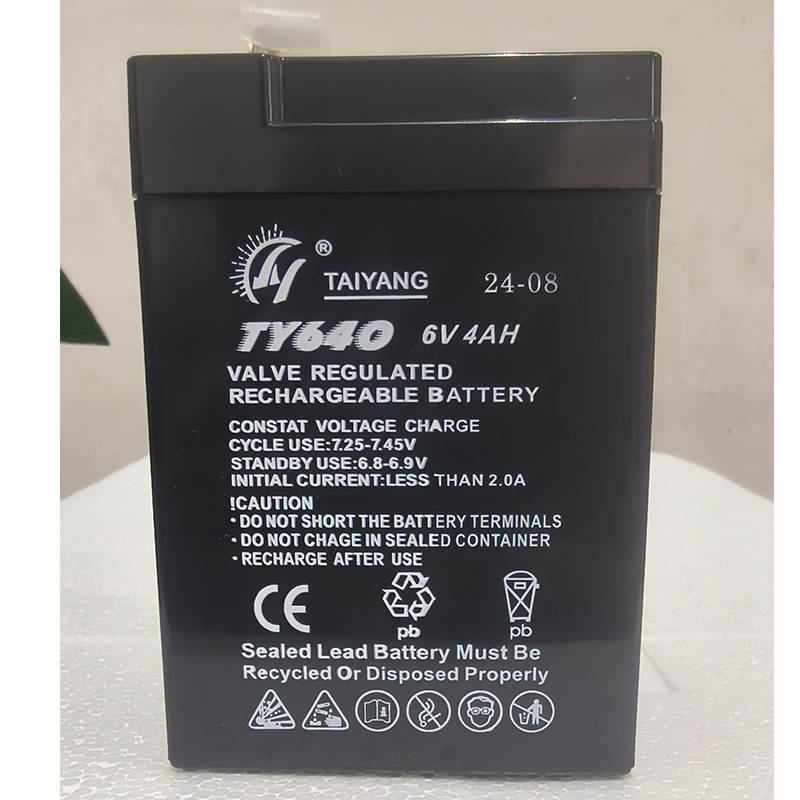 ®
TAIYANG
24-08
TY640 6V 4AH
VALVE REGULATED
RECHARGEABLE BATTERY
CONSTAT VOLTAGE CHARGE
CYCLE USE:7.25-7.45V
STANDBY USE:6.8-6.9V
INITIAL CURRENT:LESS THAN 2.0A
!CAUTION
• DO NOT SHORT THE BATTERY TERMINALS
• DO NOT CHAGE IN SEALED CONTAINER
• RECHARGE AFTER USE
CE
pb pb
Sealed Lead Battery Must Be
Recycled Or Disposed Properly